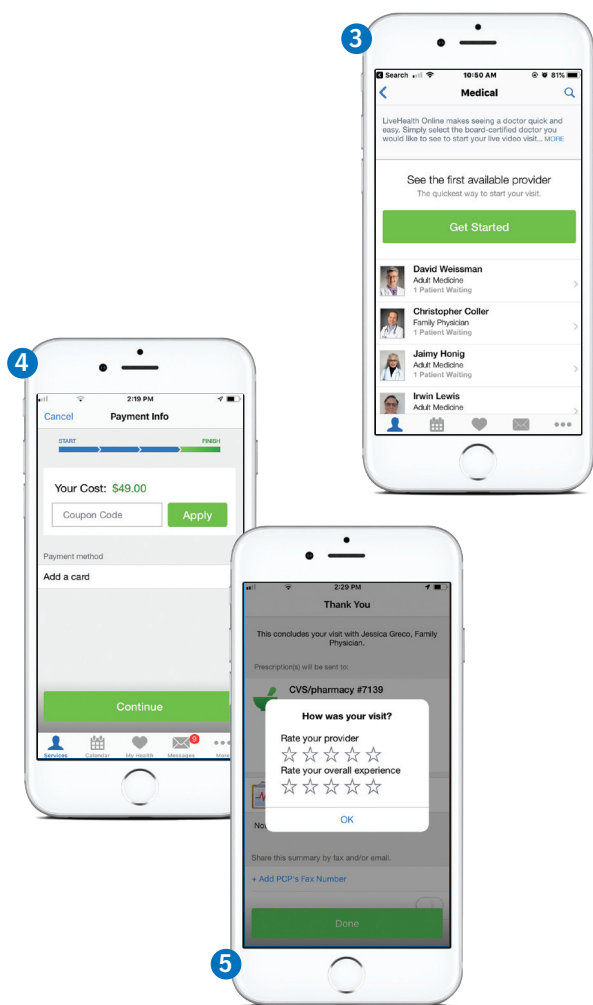 3
Search 10:50 AM 81%
Medical
LiveHealth Online makes seeing a doctor quick and
easy. Simply select the board-certified doctor you
would like to see to start your live video visit... MORE
See the first available provider
The quickest way to start your visit.
Get Started
David Weissman
Adult Medicine
1 Patient Waiting
Christopher Coller
Family Physician
1 Patient Waiting
Jaimy Honig
Adult Medicine
1 Patient Waiting
Irwin Lewis
Adult Medicine
4
2:19 PM
Cancel Payment Info
START FINISH
Your Cost: $49.00
Coupon Code Apply
Payment method
Add a card
Continue
9
Services Calendar My Health Messages More
5
2:29 PM
Thank You
This concludes your visit with Jessica Greco, Family
Physician.
Prescription(s) will be sent to:
CVS/pharmacy #7139
How was your visit?
Rate your provider
Rate your overall experience
OK
Share this summary by fax and/or email.
+ Add PCP's Fax Number
Done